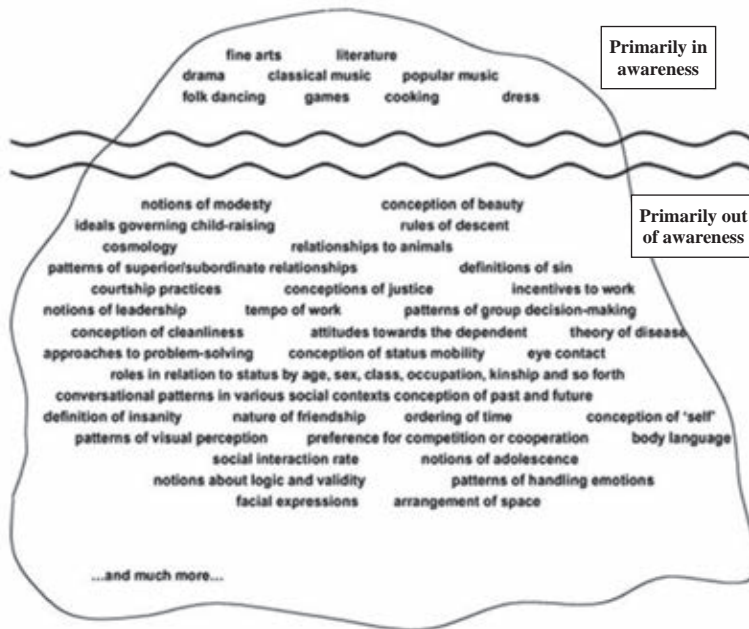 fine arts literature
drama classical music popular music
folk dancing games cooking dress
Primarily in
awareness
notions of modesty conception of beauty
ideals governing child-raising rules of descent
cosmology relationships to animals
patterns of superior/subordinate relationships definitions of sin
courtship practices conceptions of justice incentives to work
notions of leadership tempo of work patterns of group decision-making
conception of cleanliness attitudes towards the dependent theory of disease
approaches to problem-solving conception of status mobility eye contact
roles in relation to status by age, sex, class, occupation, kinship and so forth
conversational patterns in various social contexts conception of past and future
definition of insanity nature of friendship ordering of time conception of 'self'
patterns of visual perception preference for competition or cooperation body language
social interaction rate notions of adolescence
notions about logic and validity patterns of handling emotions
facial expressions arrangement of space
...and much more...
Primarily out
of awareness